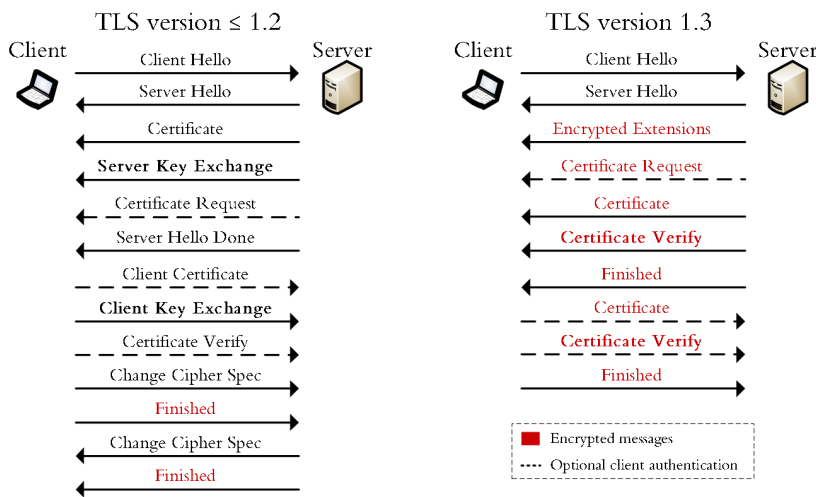 TLS version ≤ 1.2
Client
Server
Client Hello
Server Hello
Certificate
Server Key Exchange
Certificate Request
Server Hello Done
Client Certificate
Client Key Exchange
Certificate Verify
Change Cipher Spec
Finished
Change Cipher Spec
Finished
TLS version 1.3
Client
Server
Client Hello
Server Hello
Encrypted Extensions
Certificate Request
Certificate
Certificate Verify
Finished
Certificate
Certificate Verify
Finished
Encrypted messages
Optional client authentication